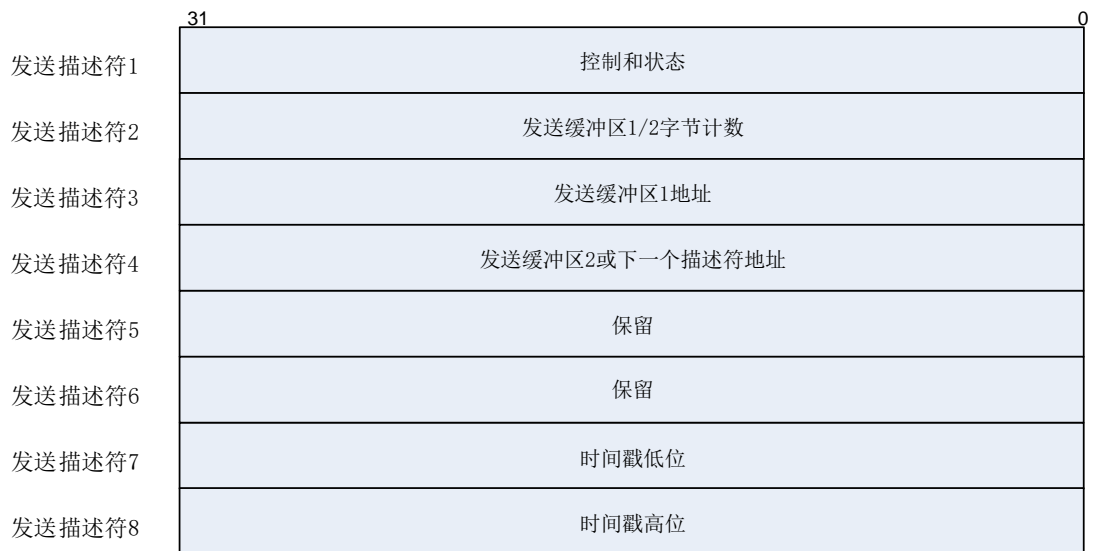 31 0
发送描述符1 控制和状态
发送描述符2 发送缓冲区1/2字节计数
发送描述符3 发送缓冲区1地址
发送描述符4 发送缓冲区2或下一个描述符地址
发送描述符5 保留
发送描述符6 保留
发送描述符7 时间戳低位
发送描述符8 时间戳高位